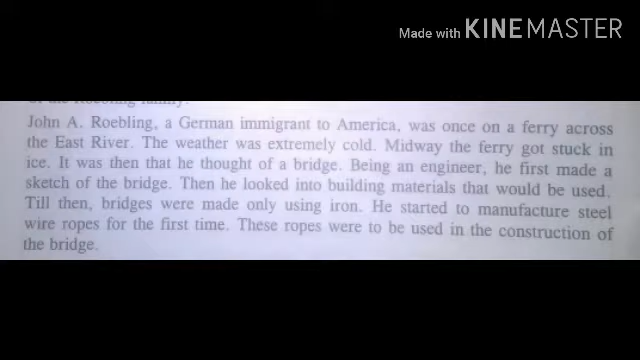 Made with KINEMASTER
of the Roebling family.
John A. Roebling, a German immigrant to America, was once on a ferry across
the East River. The weather was extremely cold. Midway the ferry got stuck in
ice. It was then that he thought of a bridge. Being an engineer, he first made a
sketch of the bridge. Then he looked into building materials that would be used.
Till then, bridges were made only using iron. He started to manufacture steel
wire ropes for the first time. These ropes were to be used in the construction of
the bridge.